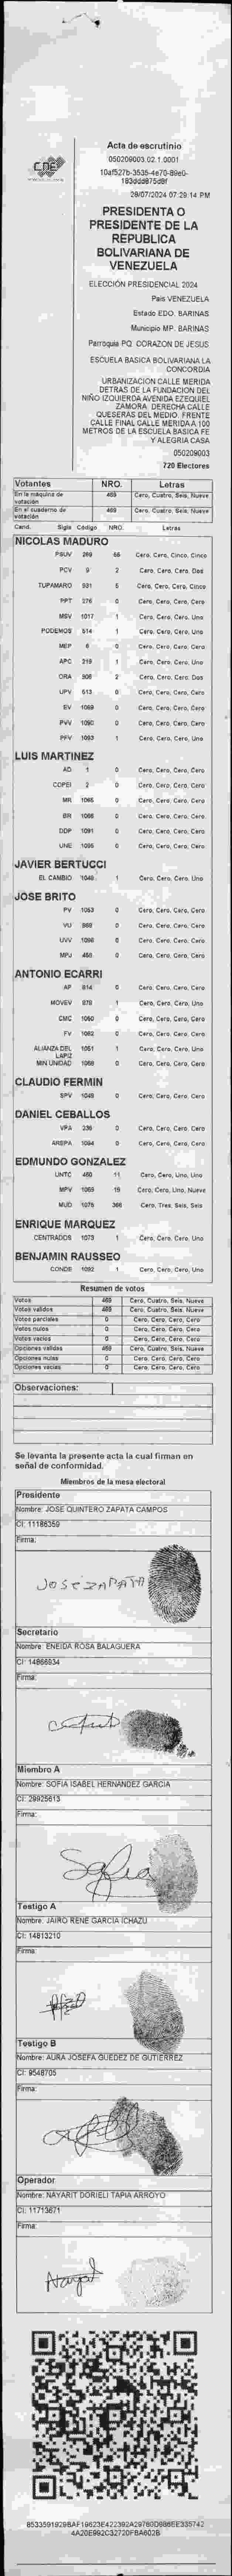 CNE
Acta de escrutinio
050209003.02.1.0001
10af527b-3535-4e70-89e0-
193ddd875d8f
28/07/2024 07:29:14 PM
PRESIDENTA O
PRESIDENTE DE LA
REPUBLICA
BOLIVARIANA DE
VENEZUELA
ELECCIÓN PRESIDENCIAL 2024
Pais VENEZUELA
Estado EDO. BARINAS
Municipio MP. BARINAS
Parroquia PQ. CORAZON DE JESUS
ESCUELA BASICA BOLIVARIANA LA
CONCORDIA
URBANIZACION CALLE MERIDA
DETRAS DE LA FUNDACION DEL
NIÑO IZQUIERDA AVENIDA EZEQUIEL
ZAMORA. DERECHA CALLE
QUESERAS DEL MEDIO. FRENTE
CALLE FINAL CALLE MERIDA A 100
METROS DE LA ESCUELA BASICA FE
Y ALEGRIA CASA
050209003
720 Electores
Votantes NRO. Letras
En la máquina de
votación 469 Cero, Cuatro, Seis, Nueve
En el cuaderno de
votación 469 Cero, Cuatro, Seis, Nueve
Cand. Sigla Código NRO. Letras
NICOLAS MADURO
PSUV 269 55 Cero, Cero, Cinco, Cinco
PCV 9 2 Cero, Cero, Cero, Dos
TUPAMARO 931 5 Cero, Cero, Cero, Cinco
PPT 276 0 Cero, Cero, Cero, Cero
MSV 1017 1 Cero, Cero, Cero, Uno
PODEMOS 514 1 Cero, Cero, Cero, Uno
MEP 6 0 Cero, Cero, Cero, Cero
APC 219 1 Cero, Cero, Cero, Uno
ORA 306 2 Cero, Cero, Cero, Dos
UPV 613 0 Cero, Cero, Cero, Cero
EV 1069 0 Cero, Cero, Cero, Cero
PVV 1090 0 Cero, Cero, Cero, Cero
PFV 1093 1 Cero, Cero, Cero, Uno
LUIS MARTINEZ
AD 1 0 Cero, Cero, Cero, Cero
COPEI 2 0 Cero, Cero, Cero, Cero
MR 1065 0 Cero, Cero, Cero, Cero
BR 1066 0 Cero, Cero, Cero, Cero
DDP 1091 0 Cero, Cero, Cero, Cero
UNE 1095 0 Cero, Cero, Cero, Cero
JAVIER BERTUCCI
EL CAMBIO 1049 1 Cero, Cero, Cero, Uno
JOSE BRITO
PV 1053 0 Cero, Cero, Cero, Cero
VU 869 0 Cero, Cero, Cero, Cero
UVV 1096 0 Cero, Cero, Cero, Cero
MPJ 450 0 Cero, Cero, Cero, Cero
ANTONIO ECARRI
AP 814 0 Cero, Cero, Cero, Cero
MOVEV 879 1 Cero, Cero, Cero, Uno
CMC 1050 0 Cero, Cero, Cero, Cero
FV 1082 0 Cero, Cero, Cero, Cero
ALIANZA DEL
LAPIZ 1051 1 Cero, Cero, Cero, Uno
MIN UNIDAD 1068 0 Cero, Cero, Cero, Cero
CLAUDIO FERMIN
SPV 1048 0 Cero, Cero, Cero, Cero
DANIEL CEBALLOS
VPA 236 0 Cero, Cero, Cero, Cero
AREPA 1094 0 Cero, Cero, Cero, Cero
EDMUNDO GONZALEZ
UNTC 460 11 Cero, Cero, Uno, Uno
MPV 1059 19 Cero, Cero, Uno, Nueve
MUD 1075 366 Cero, Tres, Seis, Seis
ENRIQUE MARQUEZ
CENTRADOS 1073 1 Cero, Cero, Cero, Uno
BENJAMIN RAUSSEO
CONDE 1092 1 Cero, Cero, Cero, Uno
Resumen de votos
Votos 469 Cero, Cuatro, Seis, Nueve
Votos validos 469 Cero, Cuatro, Seis, Nueve
Votos parciales 0 Cero, Cero, Cero, Cero
Votos nulos 0 Cero, Cero, Cero, Cero
Votos vacios 0 Cero, Cero, Cero, Cero
Opciones validas 469 Cero, Cuatro, Seis, Nueve
Opciones nulas 0 Cero, Cero, Cero, Cero
Opciones vacias 0 Cero, Cero, Cero, Cero
Observaciones:
Se levanta la presente acta la cual firman en
señal de conformidad.
Miembros de la mesa electoral
Presidente
Nombre: JOSE QUINTERO ZAPATA CAMPOS
CI: 11186359
Firma:
JOSE ZAPATA
Secretario
Nombre: ENEIDA ROSA BALAGUERA
CI: 14866934
Firma:
Miembro A
Nombre: SOFIA ISABEL HERNANDEZ GARCIA
CI: 29925613
Firma:
Sofia
Testigo A
Nombre: JAIRO RENE GARCIA ICHAZU
CI: 14813210
Firma:
Testigo B
Nombre: AURA JOSEFA GUEDEZ DE GUTIERREZ
CI: 9548705
Firma:
Operador
Nombre: NAYARIT DORIELI TAPIA ARROYO
CI: 11713671
Firma: